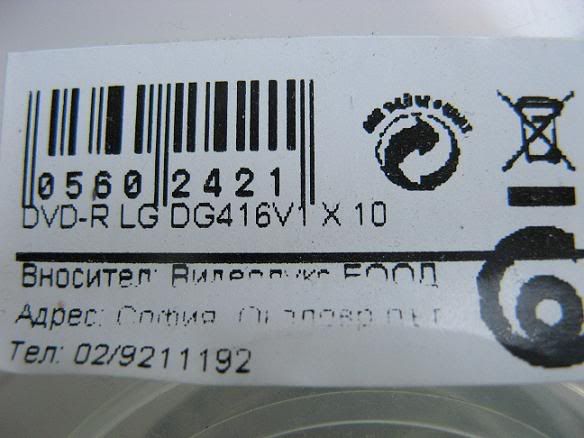 0560 2421
DVD-R LG DG416V1 X 10
Вносител: ЕООД
Адрес: София,
Тел: 02/9211192